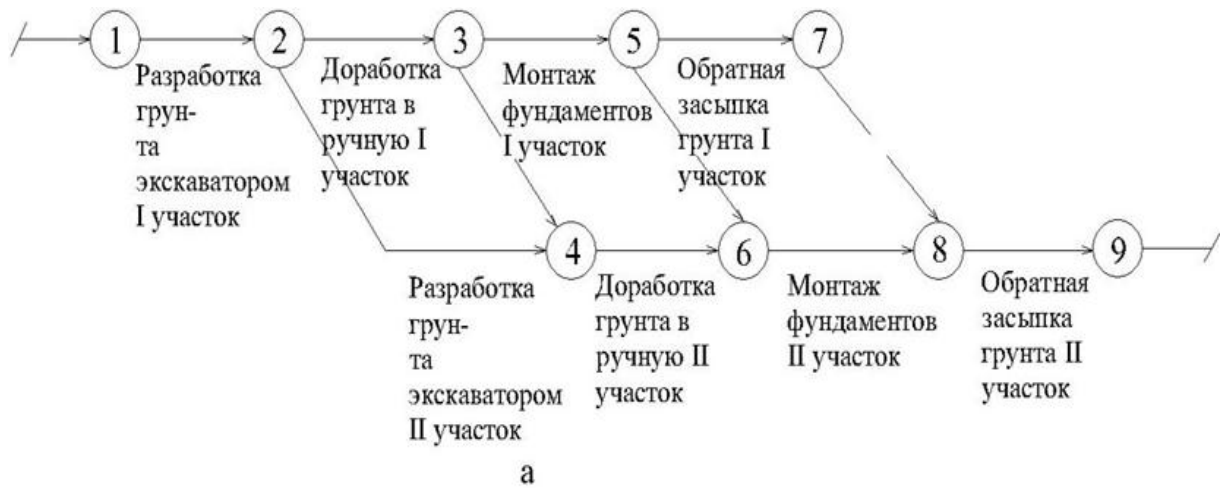 1
2
3
5
7
Разработка
грун-
та
экскаватором
I участок
Доработка
грунта в
ручную I
участок
Монтаж
фундаментов
I участок
Обратная
засыпка
грунта I
участок
4
6
8
9
Разработка
грун-
та
экскаватором
II участок
Доработка
грунта в
ручную II
участок
Монтаж
фундаментов
II участок
Обратная
засыпка
грунта II
участок
а